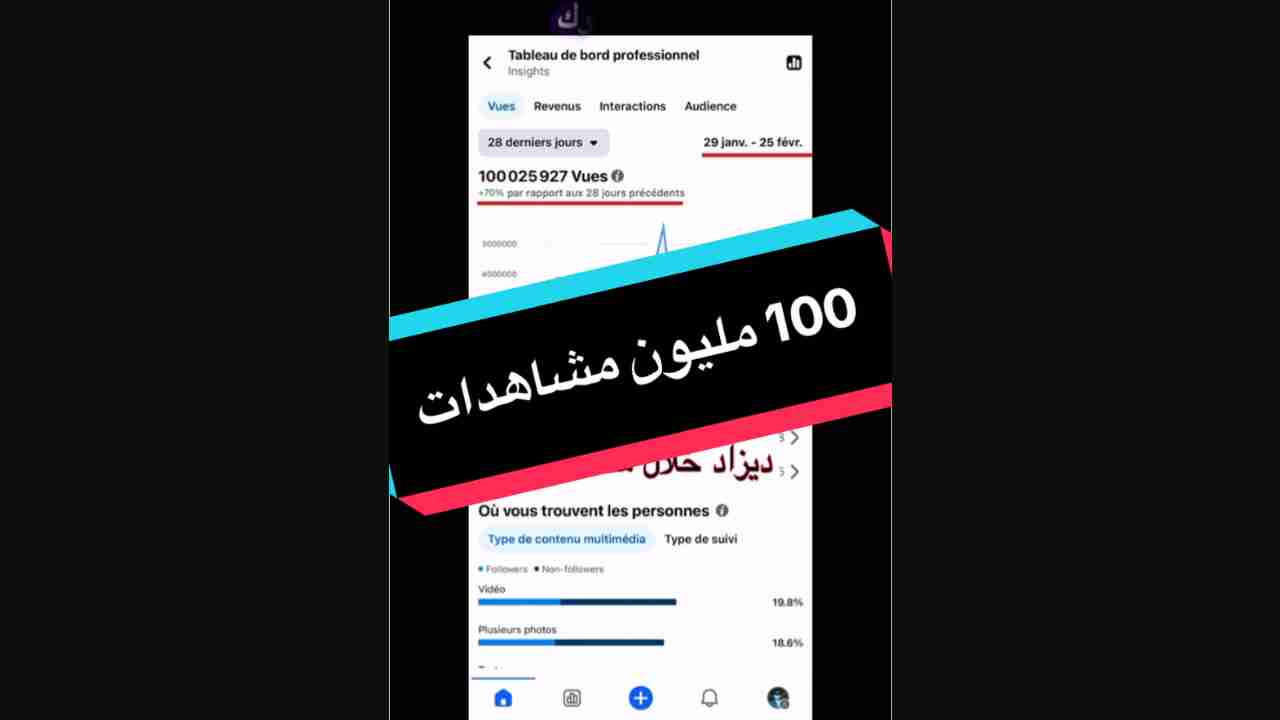 Tableau de bord professionnel
Insights
Vues Revenus Interactions Audience
28 derniers jours 29 janv. - 25 févr.
100 025 927 Vues
+70% par rapport aux 28 jours précédents
5000000
4000000
100 مليون مشاهدات
ديزاد خلال
Où vous trouvent les personnes
Type de contenu multimédia Type de suivi
Followers Non-followers
Vidéo
19.8%
Plusieurs photos
18.6%